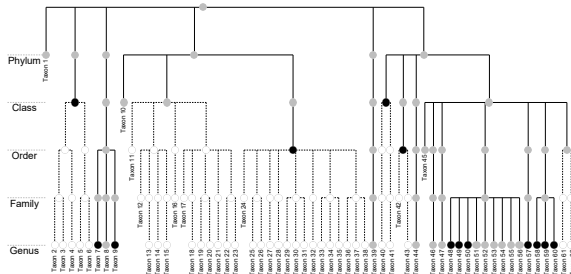 Phylum
Class
Order
Family
Genus
Taxon 1
Taxon 2
Taxon 3
Taxon 4
Taxon 5
Taxon 6
Taxon 7
Taxon 8
Taxon 9
Taxon 10
Taxon 11
Taxon 12
Taxon 13
Taxon 14
Taxon 15
Taxon 16
Taxon 17
Taxon 18
Taxon 19
Taxon 20
Taxon 21
Taxon 22
Taxon 23
Taxon 24
Taxon 25
Taxon 26
Taxon 27
Taxon 28
Taxon 29
Taxon 30
Taxon 31
Taxon 32
Taxon 33
Taxon 34
Taxon 35
Taxon 36
Taxon 37
Taxon 38
Taxon 39
Taxon 40
Taxon 41
Taxon 42
Taxon 43
Taxon 44
Taxon 45
Taxon 46
Taxon 47
Taxon 48
Taxon 49
Taxon 50
Taxon 51
Taxon 52
Taxon 53
Taxon 54
Taxon 55
Taxon 56
Taxon 57
Taxon 58
Taxon 59
Taxon 60
Taxon 61